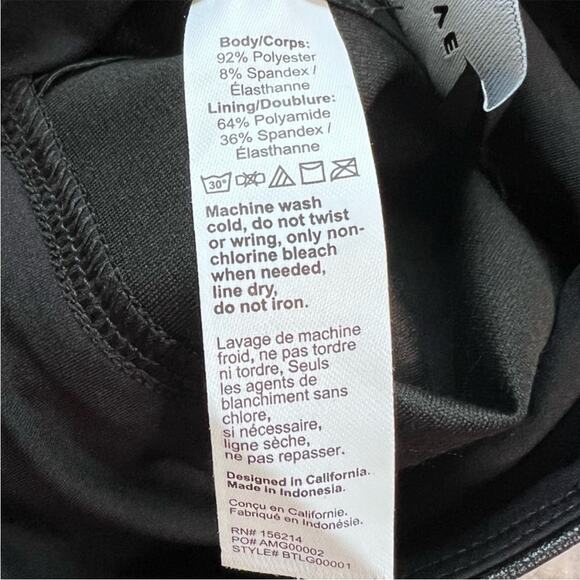 Body/Corps:
92% Polyester
8% Spandex /
Élasthanne
Lining/Doublure:
64% Polyamide
36% Spandex /
Élasthanne
30°
Machine wash
cold, do not twist
or wring, only non-
chlorine bleach
when needed,
line dry,
do not iron.
Lavage de machine
froid, ne pas tordre
ni tordre, Seuls
les agents de
blanchiment sans
chlore,
si nécessaire,
ligne sèche,
ne pas repasser.
Designed in California.
Made in Indonesia.
Conçu en Californie.
Fabriqué en Indonésie.
RN# 156214
PO# AMG00002
STYLE# BTLG00001